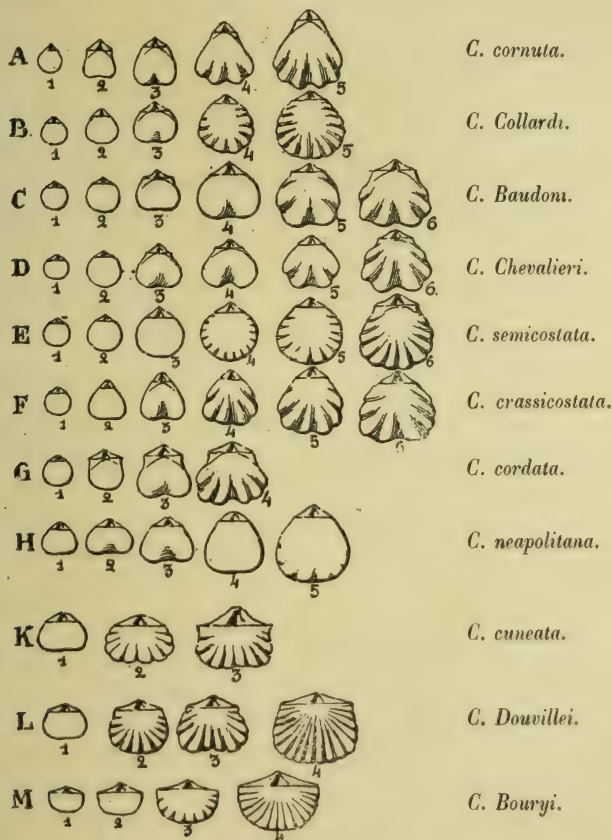 A 1 2 3 4 5 C. cornuta.
B. 1 2 3 4 5 C. Collardi.
C 1 2 3 4 5 6 C. Baudoni.
D 1 2 3 4 5 6. C. Chevalieri.
E 1 2 3 4 5 6 C. semicostata.
F 1 2 3 4 5 6 C. crassicostata.
G 1 2 3 4 C. cordata.
H 1 2 3 4 5 C. neapolitana.
K 1 2 3 C. cuneata.
L 1 2 3 4 C. Douvillei.
M 1 2 3 4 C. Bouryi.